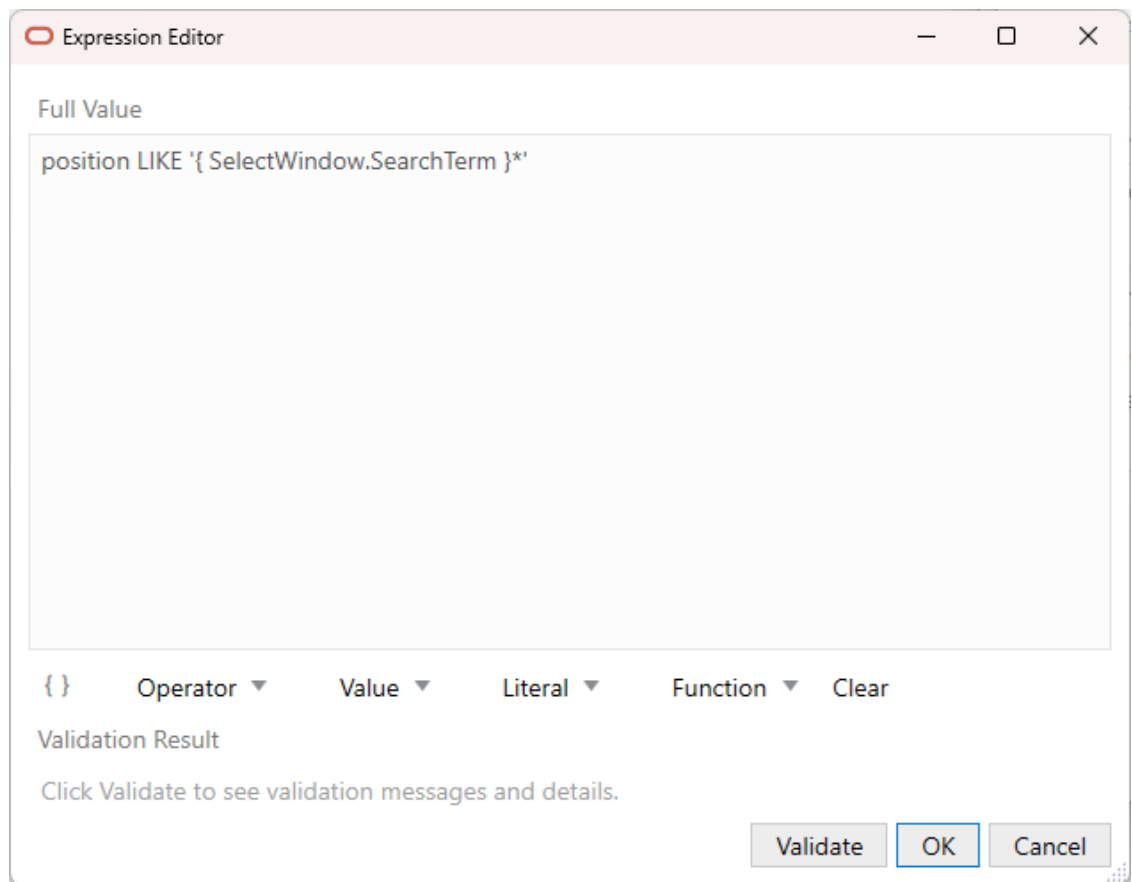 Expression Editor
Full Value
position LIKE '{ SelectWindow.SearchTerm }*'
{ } Operator Value Literal Function Clear
Validation Result
Click Validate to see validation messages and details.
Validate OK Cancel